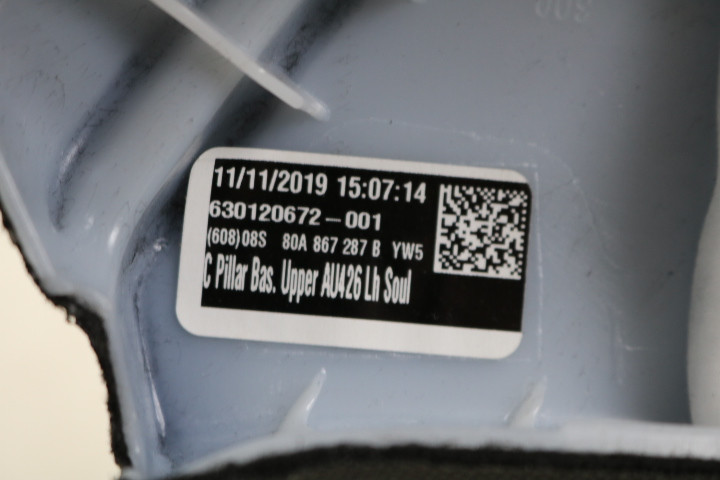 11/11/2019 15:07:14
630120672-001
(608)08S 80A 867 287 B YW5
C Pillar Bas. Upper AU426 Lh Soul